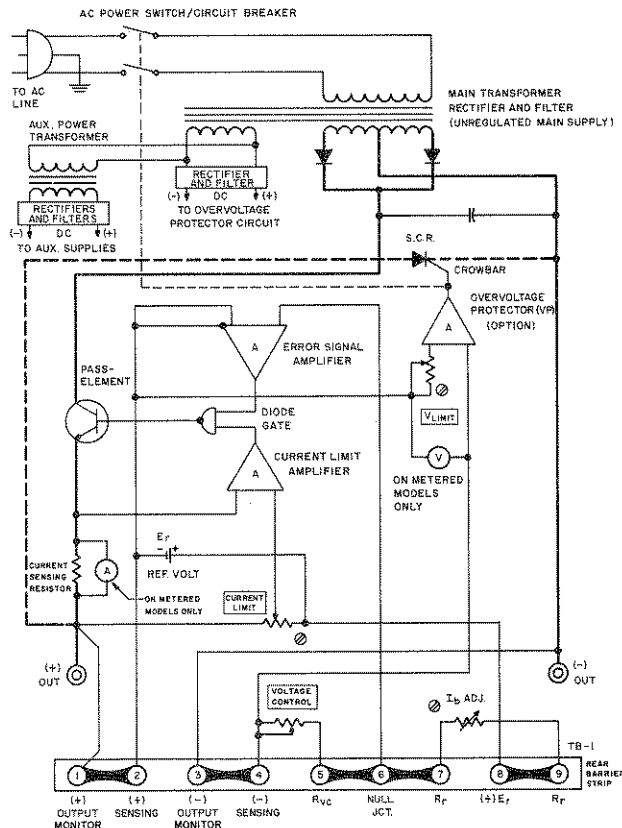 AC POWER SWITCH/CIRCUIT BREAKER
TO AC
LINE
MAIN TRANSFORMER
RECTIFIER AND FILTER
(UNREGULATED MAIN SUPPLY)
AUX. POWER
TRANSFORMER
RECTIFIER
AND FILTER
(-) DC (+)
TO OVERVOLTAGE
PROTECTOR CIRCUIT
RECTIFIERS
AND FILTERS
(-) DC (+)
TO AUX. SUPPLIES
S.C.R.
CROWBAR
OVERVOLTAGE
PROTECTOR (VP)
(OPTION)
A
A
ERROR SIGNAL
AMPLIFIER
PASS-
ELEMENT
VLIMIT
DIODE
GATE
V
CURRENT LIMIT
AMPLIFIER
A
ON METERED
MODELS
ONLY
Er
- +
REF. VOLT
CURRENT
SENSING
RESISTOR
A
ON METERED
MODELS ONLY
CURRENT
LIMIT
(+)
OUT
(-)
OUT
VOLTAGE
CONTROL
Ib ADJ.
TB-1
1 2 3 4 5 6 7 8 9
REAR
BARRIER
STRIP
(+)
OUTPUT
MONITOR
(+)
SENSING
(-)
OUTPUT
MONITOR
(-)
SENSING
RVC
NULL
JCT.
Rr
(+) Er
Rr